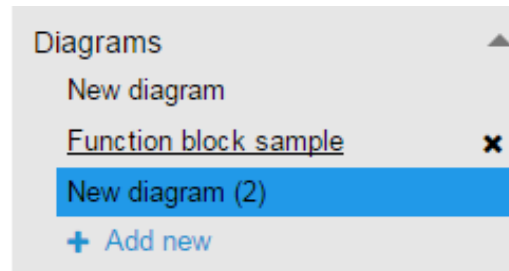 Diagrams
New diagram
Function block sample
New diagram (2)
Add new